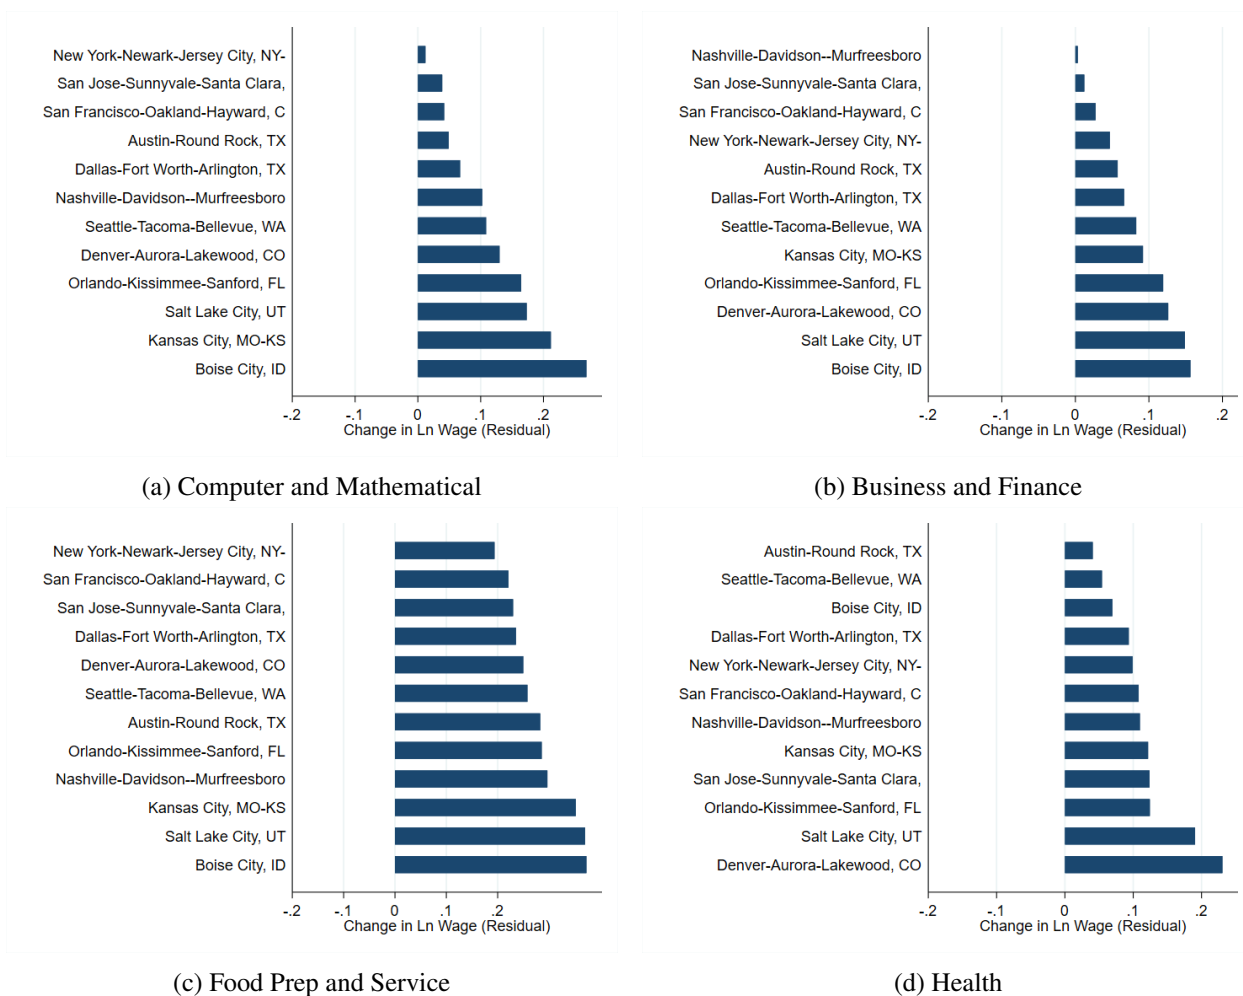 New York-Newark-Jersey City, NY-
San Jose-Sunnyvale-Santa Clara,
San Francisco-Oakland-Hayward, C
Austin-Round Rock, TX
Dallas-Fort Worth-Arlington, TX
Nashville-Davidson--Murfreesboro
Seattle-Tacoma-Bellevue, WA
Denver-Aurora-Lakewood, CO
Orlando-Kissimmee-Sanford, FL
Salt Lake City, UT
Kansas City, MO-KS
Boise City, ID
-.2 -.1 0 .1 .2
Change in Ln Wage (Residual)
(a) Computer and Mathematical
Nashville-Davidson--Murfreesboro
San Jose-Sunnyvale-Santa Clara,
San Francisco-Oakland-Hayward, C
New York-Newark-Jersey City, NY-
Austin-Round Rock, TX
Dallas-Fort Worth-Arlington, TX
Seattle-Tacoma-Bellevue, WA
Kansas City, MO-KS
Orlando-Kissimmee-Sanford, FL
Denver-Aurora-Lakewood, CO
Salt Lake City, UT
Boise City, ID
-.2 -.1 0 .1 .2
Change in Ln Wage (Residual)
(b) Business and Finance
New York-Newark-Jersey City, NY-
San Francisco-Oakland-Hayward, C
San Jose-Sunnyvale-Santa Clara,
Dallas-Fort Worth-Arlington, TX
Denver-Aurora-Lakewood, CO
Seattle-Tacoma-Bellevue, WA
Austin-Round Rock, TX
Orlando-Kissimmee-Sanford, FL
Nashville-Davidson--Murfreesboro
Kansas City, MO-KS
Salt Lake City, UT
Boise City, ID
-.2 -.1 0 .1 .2
Change in Ln Wage (Residual)
(c) Food Prep and Service
Austin-Round Rock, TX
Seattle-Tacoma-Bellevue, WA
Boise City, ID
Dallas-Fort Worth-Arlington, TX
New York-Newark-Jersey City, NY-
San Francisco-Oakland-Hayward, C
Nashville-Davidson--Murfreesboro
Kansas City, MO-KS
San Jose-Sunnyvale-Santa Clara,
Orlando-Kissimmee-Sanford, FL
Salt Lake City, UT
Denver-Aurora-Lakewood, CO
-.2 -.1 0 .1 .2
Change in Ln Wage (Residual)
(d) Health